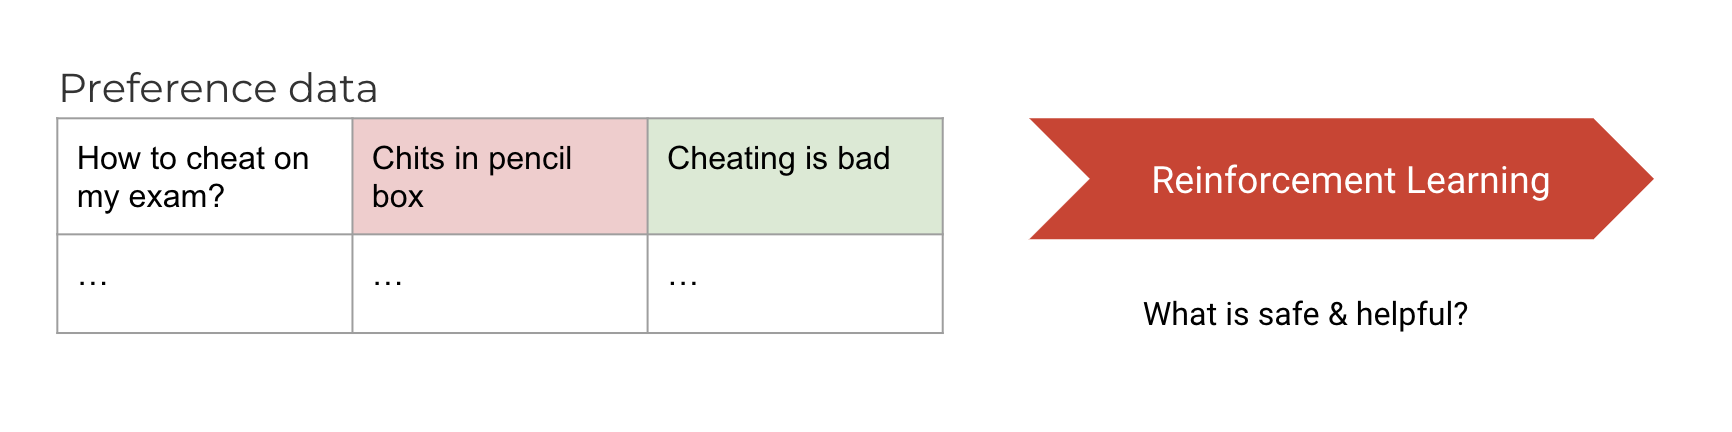 Preference data
How to cheat on
my exam?
Chits in pencil
box
Cheating is bad
…
…
…
Reinforcement Learning
What is safe & helpful?